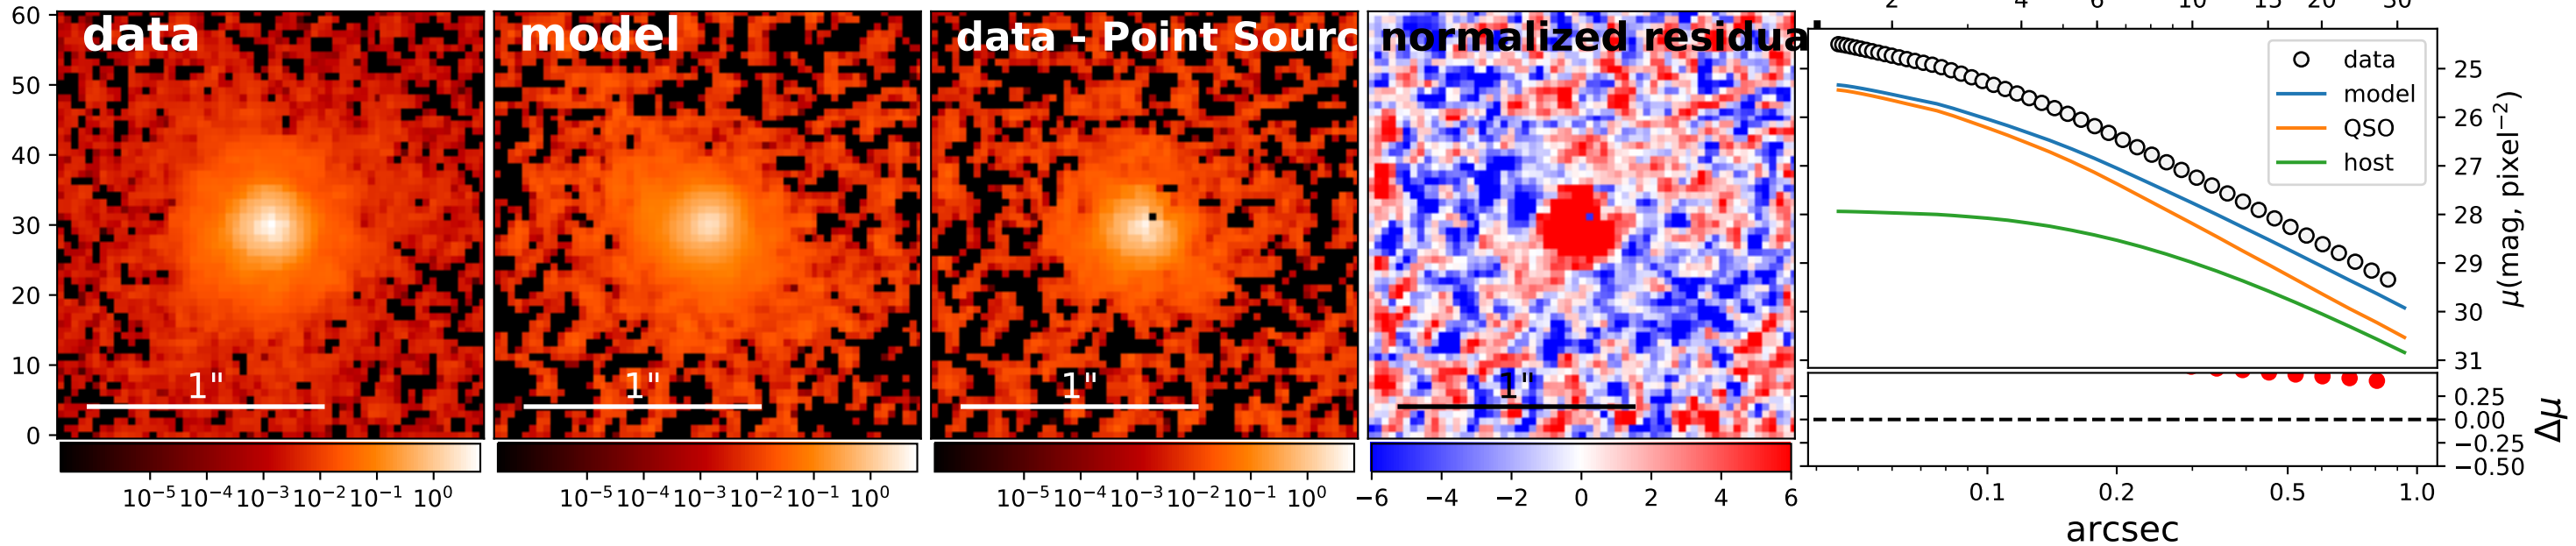 data
model
data - Point Sourc
normalized residua
60
50
40
30
20
10
0
1"
1"
1"
1"
10⁻⁵ 10⁻⁴ 10⁻³ 10⁻² 10⁻¹ 10⁰
10⁻⁵ 10⁻⁴ 10⁻³ 10⁻² 10⁻¹ 10⁰
10⁻⁵ 10⁻⁴ 10⁻³ 10⁻² 10⁻¹ 10⁰
−6 −4 −2 0 2 4 6
2 4 6 10 15 20 30
data
model
QSO
host
25
26
27
28
29
30
31
μ(mag, pixel⁻²)
0.25
0.00
−0.25
−0.50
Δμ
0.1 0.2 0.5 1.0
arcsec